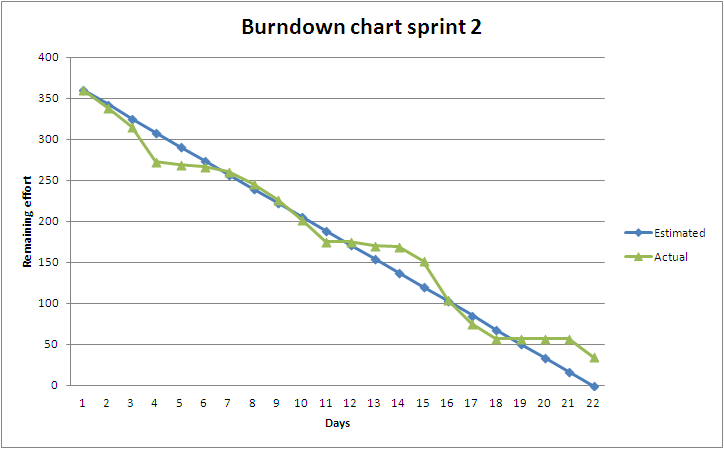 Burndown chart sprint 2
400
350
300
250
200
150
100
50
0
Remaining effort
1 2 3 4 5 6 7 8 9 10 11 12 13 14 15 16 17 18 19 20 21 22
Days
Estimated
Actual